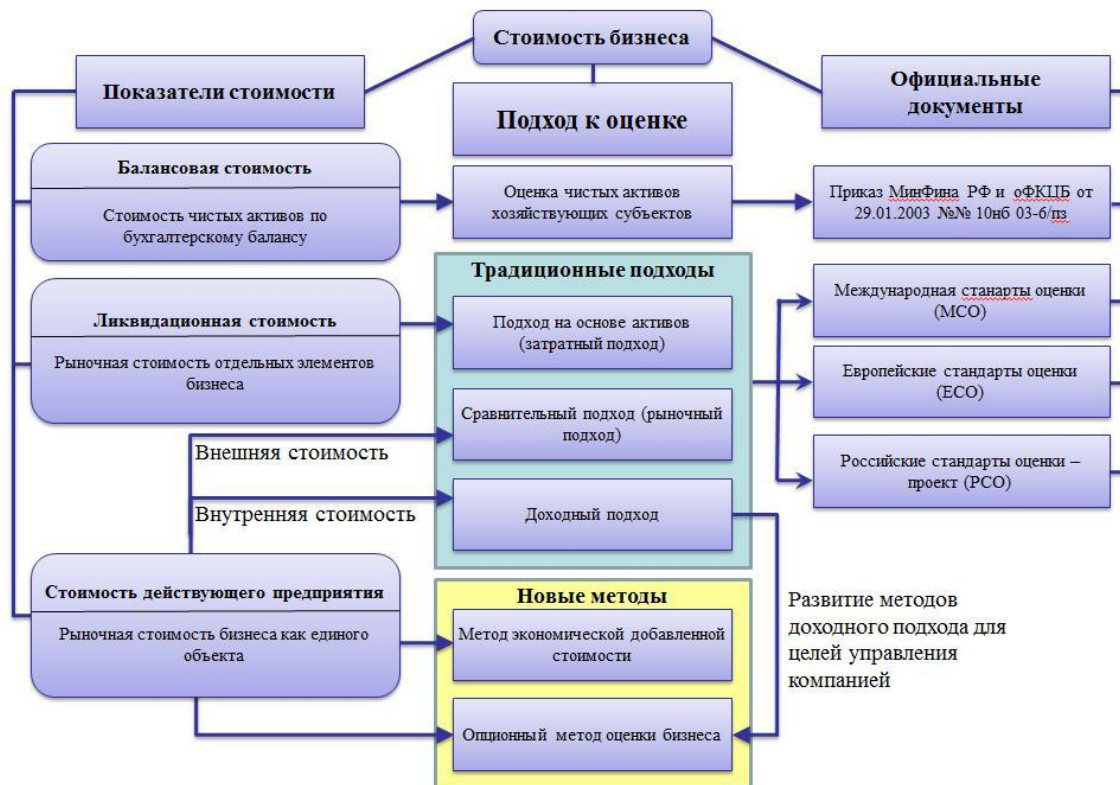 Стоимость бизнеса
Показатели стоимости
Подход к оценке
Официальные
документы
Балансовая стоимость
Стоимость чистых активов по
бухгалтерскому балансу
Оценка чистых активов
хозяйствующих субъектов
Приказ МинФина РФ и оФКЦБ от
29.01.2003 №№ 10нб 03-6/пз
Ликвидационная стоимость
Рыночная стоимость отдельных элементов
бизнеса
Традиционные подходы
Подход на основе активов
(затратный подход)
Сравнительный подход (рыночный
подход)
Доходный подход
Международная станарты оценки
(МСО)
Европейские стандарты оценки
(ЕСО)
Российские стандарты оценки –
проект (РСО)
Внешняя стоимость
Внутренняя стоимость
Стоимость действующего предприятия
Рыночная стоимость бизнеса как единого
объекта
Новые методы
Метод экономической добавленной
стоимости
Опционный метод оценки бизнеса
Развитие методов
доходного подхода для
целей управления
компанией